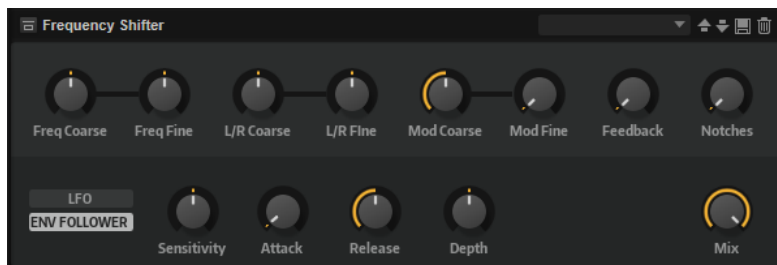 Frequency Shifter
Freq Coarse Freq Fine L/R Coarse L/R FIne Mod Coarse Mod Fine Feedback Notches
LFO
ENV FOLLOWER
Sensitivity Attack Release Depth Mix